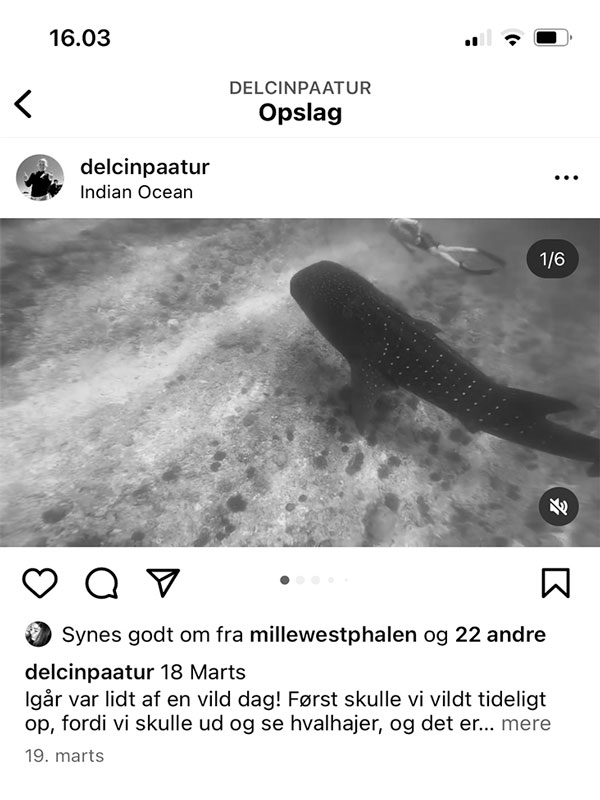 16.03
DELCINPAATUR
Opslag
delcinpaatur
Indian Ocean
1/6
Synes godt om fra millewestphalen og 22 andre
delcinpaatur 18 Marts
Igår var lidt af en vild dag! Først skulle vi vildt tideligt
op, fordi vi skulle ud og se hvalhajer, og det er... mere
19. marts